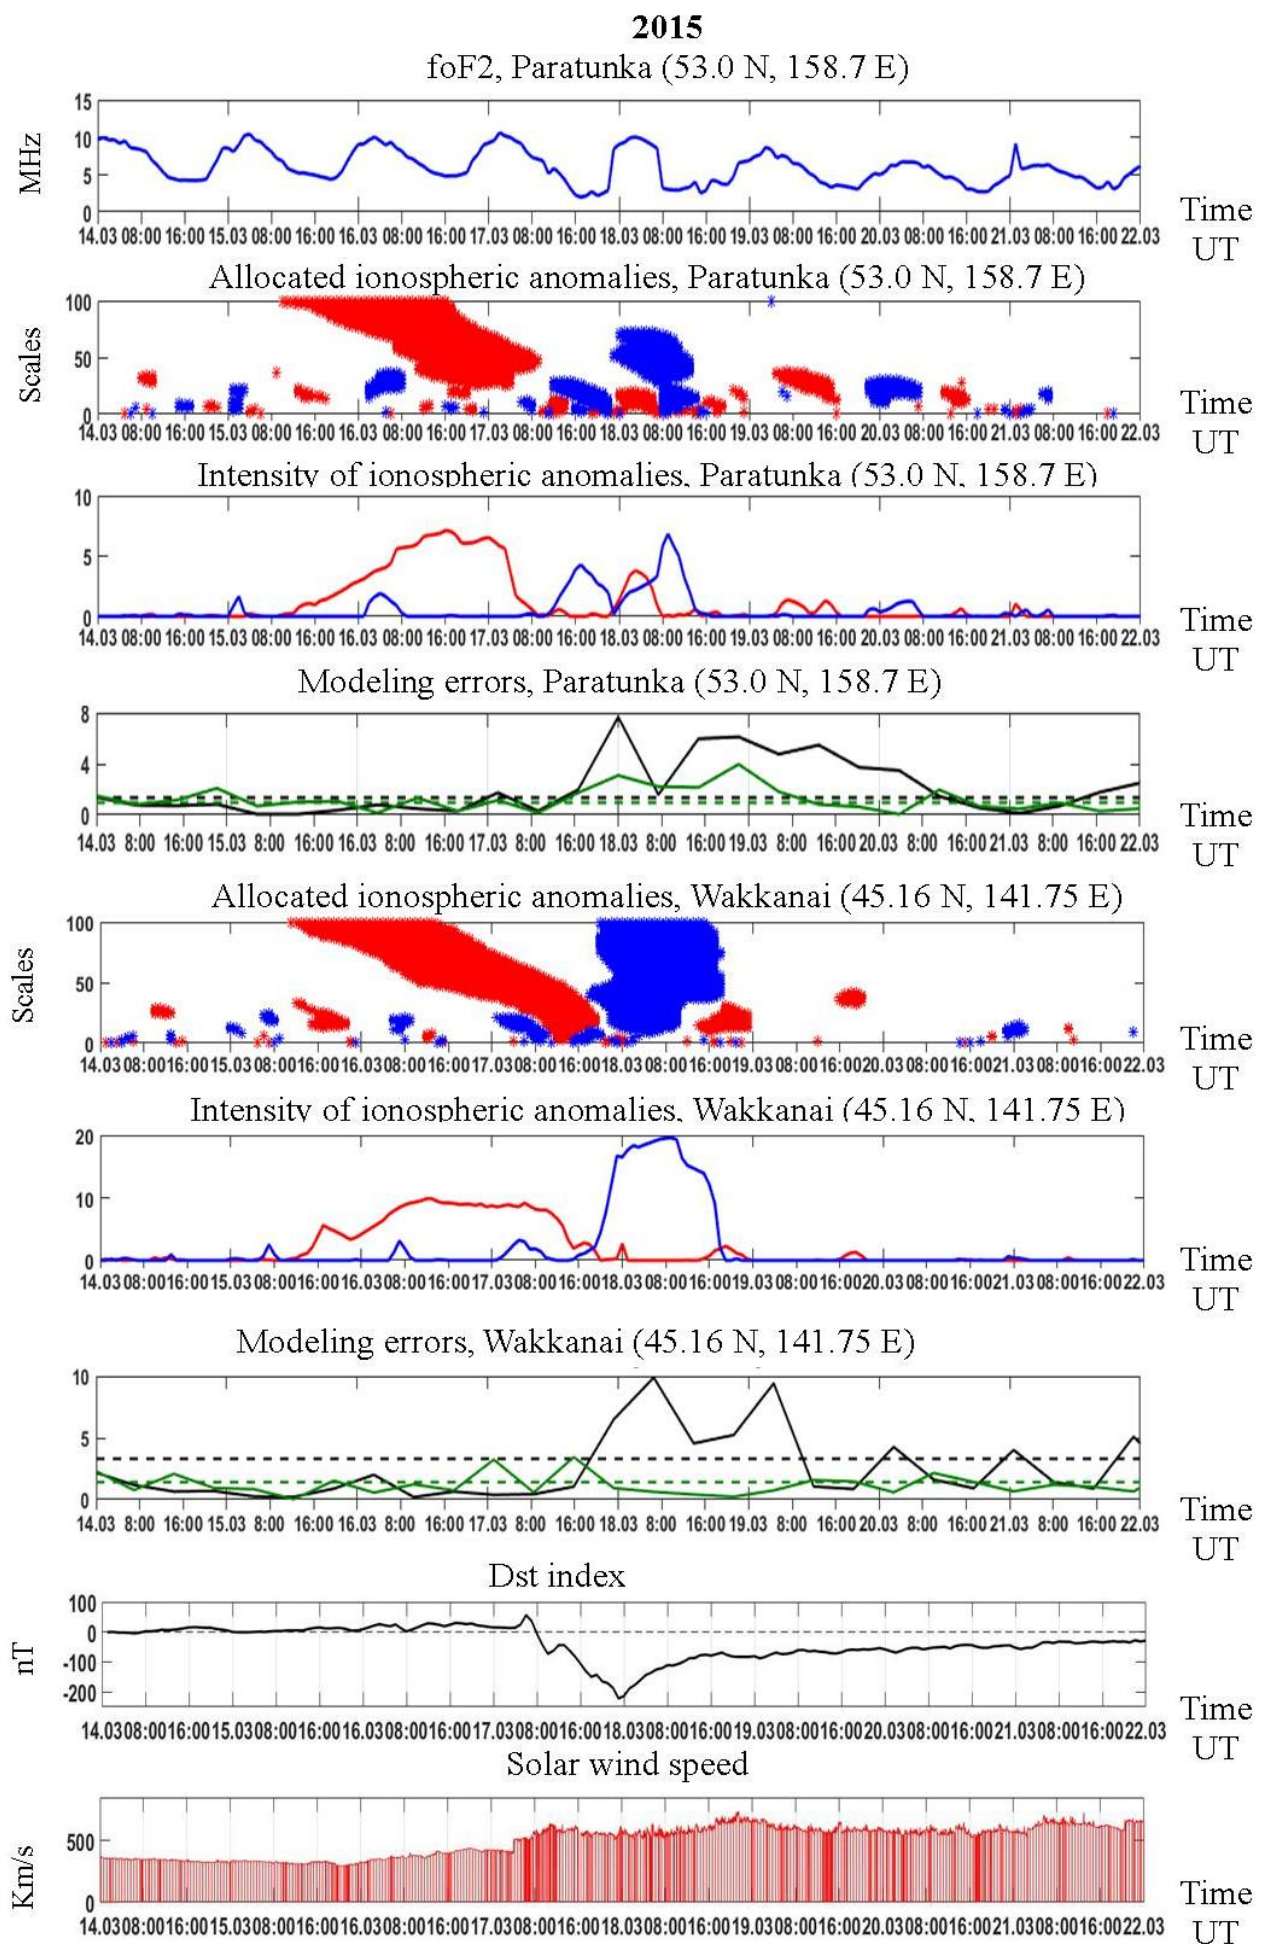 2015
foF2, Paratunka (53.0 N, 158.7 E)
MHz
15
10
5
0
14.03 08:00 16:00 15.03 08:00 16:00 16.03 08:00 16:00 17.03 08:00 16:00 18.03 08:00 16:00 19.03 08:00 16:00 20.03 08:00 16:00 21.03 08:00 16:00 22.03
Time
UT
Allocated ionospheric anomalies, Paratunka (53.0 N, 158.7 E)
Scales
100
50
0
14.03 08:00 16:00 15.03 08:00 16:00 16.03 08:00 16:00 17.03 08:00 16:00 18.03 08:00 16:00 19.03 08:00 16:00 20.03 08:00 16:00 21.03 08:00 16:00 22.03
Time
UT
Intensity of ionospheric anomalies, Paratunka (53.0 N, 158.7 E)
10
5
0
14.03 08:00 16:00 15.03 08:00 16:00 16.03 08:00 16:00 17.03 08:00 16:00 18.03 08:00 16:00 19.03 08:00 16:00 20.03 08:00 16:00 21.03 08:00 16:00 22.03
Time
UT
Modeling errors, Paratunka (53.0 N, 158.7 E)
8
4
0
14.03 8:00 16:00 15.03 8:00 16:00 16.03 8:00 16:00 17.03 8:00 16:00 18.03 8:00 16:00 19.03 8:00 16:00 20.03 8:00 16:00 21.03 8:00 16:00 22.03
Time
UT
Allocated ionospheric anomalies, Wakkanai (45.16 N, 141.75 E)
Scales
100
50
0
14.03 08:00 16:00 15.03 08:00 16:00 16.03 08:00 16:00 17.03 08:00 16:00 18.03 08:00 16:00 19.03 08:00 16:00 20.03 08:00 16:00 21.03 08:00 16:00 22.03
Time
UT
Intensity of ionospheric anomalies, Wakkanai (45.16 N, 141.75 E)
20
10
0
14.03 08:00 16:00 15.03 08:00 16:00 16.03 08:00 16:00 17.03 08:00 16:00 18.03 08:00 16:00 19.03 08:00 16:00 20.03 08:00 16:00 21.03 08:00 16:00 22.03
Time
UT
Modeling errors, Wakkanai (45.16 N, 141.75 E)
10
5
0
14.03 8:00 16:00 15.03 8:00 16:00 16.03 8:00 16:00 17.03 8:00 16:00 18.03 8:00 16:00 19.03 8:00 16:00 20.03 8:00 16:00 21.03 8:00 16:00 22.03
Time
UT
Dst index
nT
100
0
-100
-200
14.03 08:00 16:00 15.03 08:00 16:00 16.03 08:00 16:00 17.03 08:00 16:00 18.03 08:00 16:00 19.03 08:00 16:00 20.03 08:00 16:00 21.03 08:00 16:00 22.03
Time
UT
Solar wind speed
Km/s
500
0
14.03 08:00 16:00 15.03 08:00 16:00 16.03 08:00 16:00 17.03 08:00 16:00 18.03 08:00 16:00 19.03 08:00 16:00 20.03 08:00 16:00 21.03 08:00 16:00 22.03
Time
UT